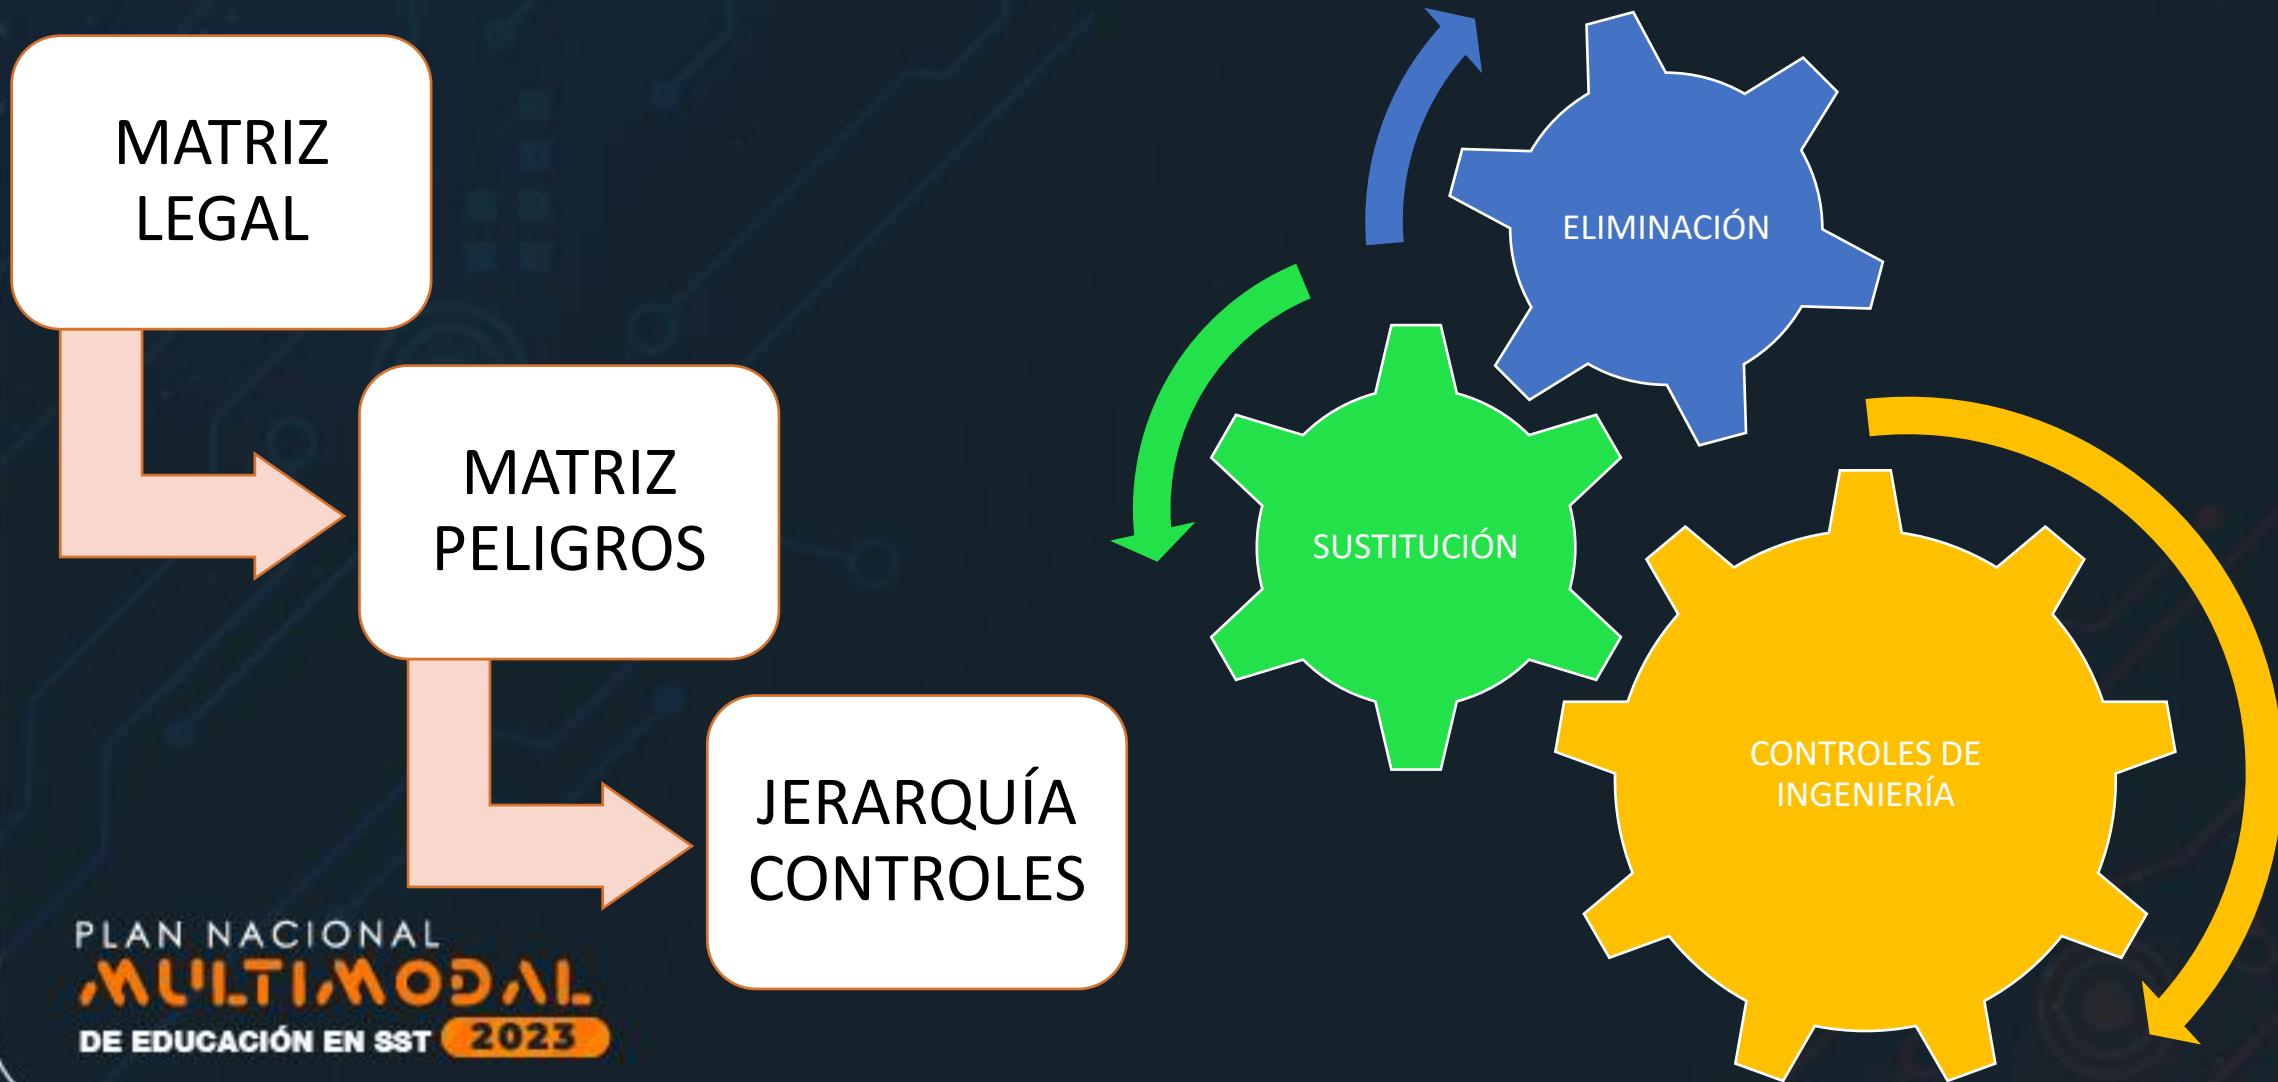 MATRIZ
LEGAL
MATRIZ
PELIGROS
JERARQUÍA
CONTROLES
ELIMINACIÓN
SUSTITUCIÓN
CONTROLES DE
INGENIERÍA
PLAN NACIONAL
MULTIMODAL
DE EDUCACIÓN EN SST 2023